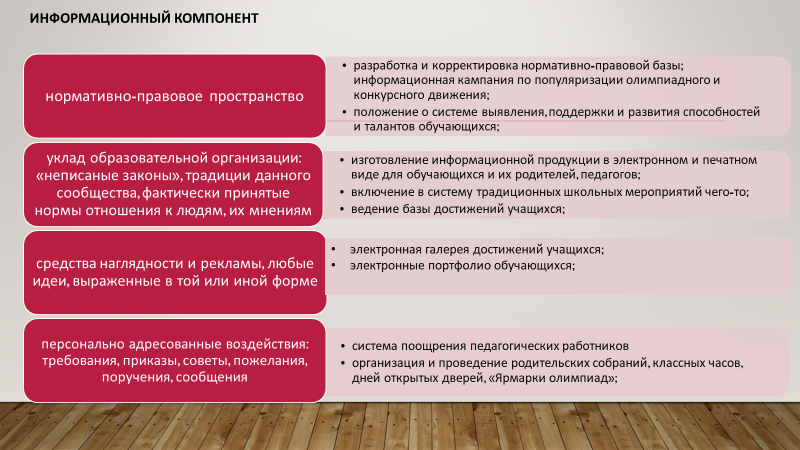 ИНФОРМАЦИОННЫЙ КОМПОНЕНТ
нормативно-правовое пространство
• разработка и корректировка нормативно-правовой базы;
информационная кампания по популяризации олимпиадного и
конкурсного движения;
• положение о системе выявления, поддержки и развития способностей
и талантов обучающихся;
уклад образовательной организации:
«неписаные законы», традиции данного
сообщества, фактически принятые
нормы отношения к людям, их мнениям
• изготовление информационной продукции в электронном и печатном
виде для обучающихся и их родителей, педагогов;
• включение в систему традиционных школьных мероприятий чего-то;
• ведение базы достижений учащихся;
средства наглядности и рекламы, любые
идеи, выраженные в той или иной форме
• электронная галерея достижений учащихся;
• электронные портфолио обучающихся;
персонально адресованные воздействия:
требования, приказы, советы, пожелания,
поручения, сообщения
• система поощрения педагогических работников
• организация и проведение родительских собраний, классных часов,
дней открытых дверей, «Ярмарки олимпиад»;